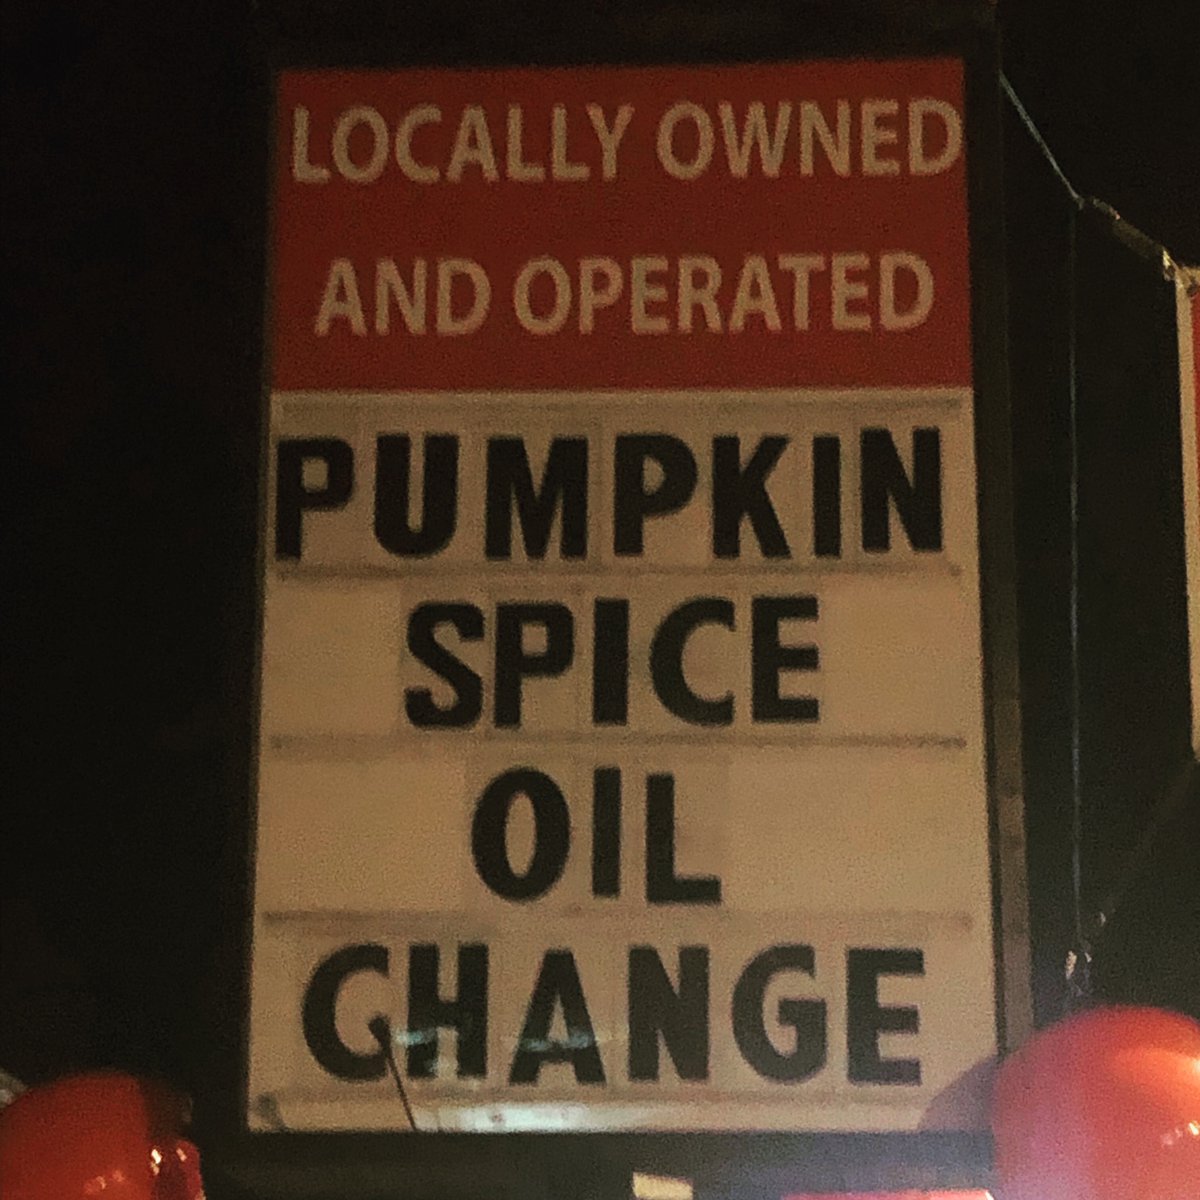 LOCALLY OWNED
AND OPERATED
PUMPKIN
SPICE
OIL
CHANGE